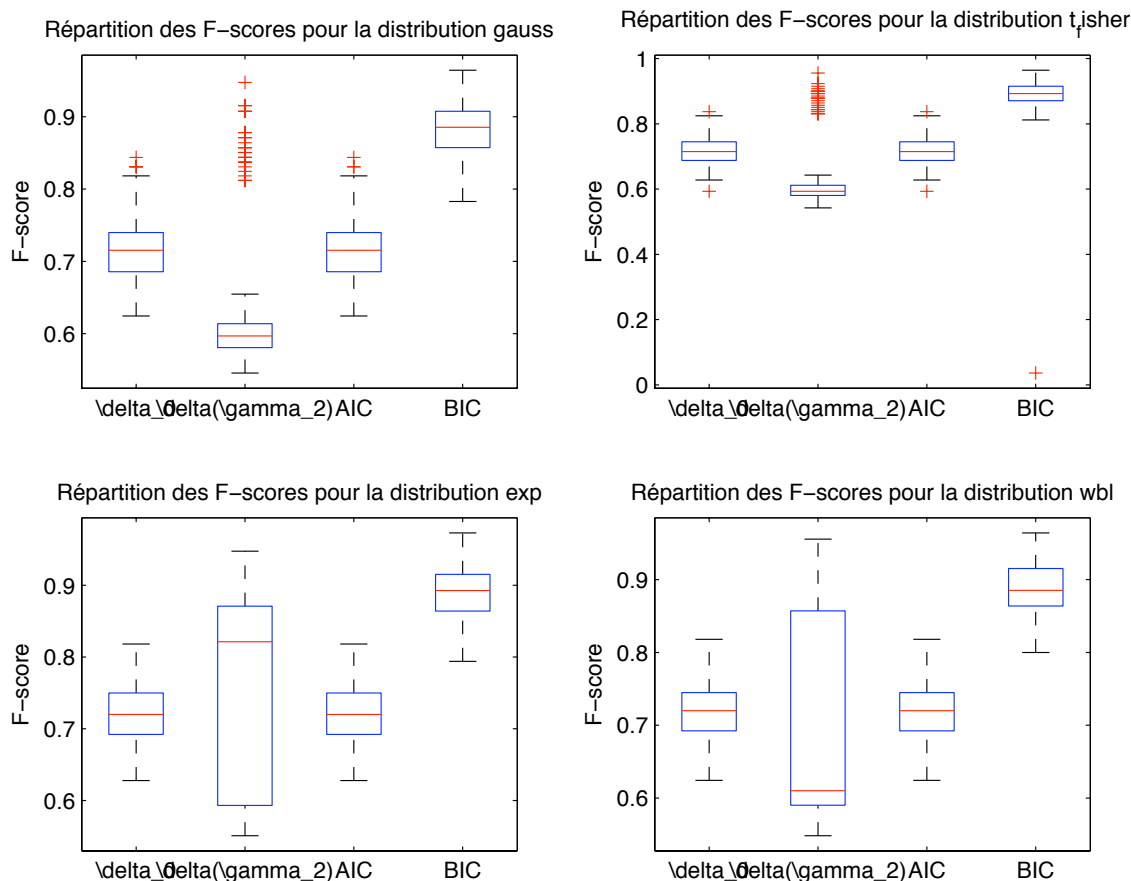 Répartition des F−scores pour la distribution gauss
0.9
0.8
0.7
0.6
F−score
\delta_0 \delta(\gamma_2) AIC BIC
Répartition des F−scores pour la distribution t_fisher
1
0.8
0.6
0.4
0.2
0
F−score
\delta_0 \delta(\gamma_2) AIC BIC
Répartition des F−scores pour la distribution exp
0.9
0.8
0.7
0.6
F−score
\delta_0 \delta(\gamma_2) AIC BIC
Répartition des F−scores pour la distribution wbl
0.9
0.8
0.7
0.6
F−score
\delta_0 \delta(\gamma_2) AIC BIC